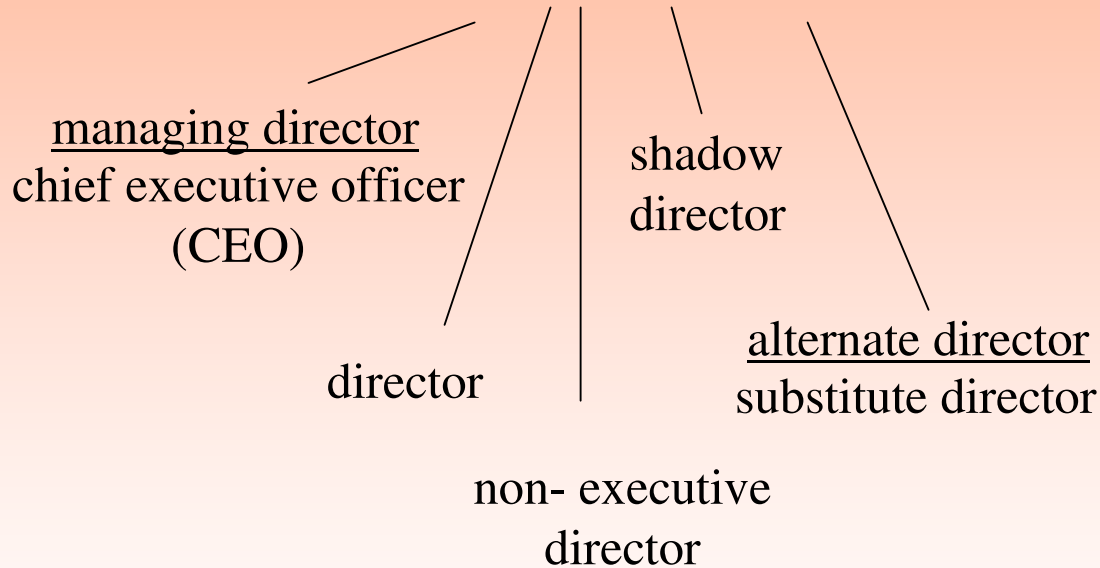 managing director
chief executive officer
(CEO)
shadow
director
director
alternate director
substitute director
non- executive
director